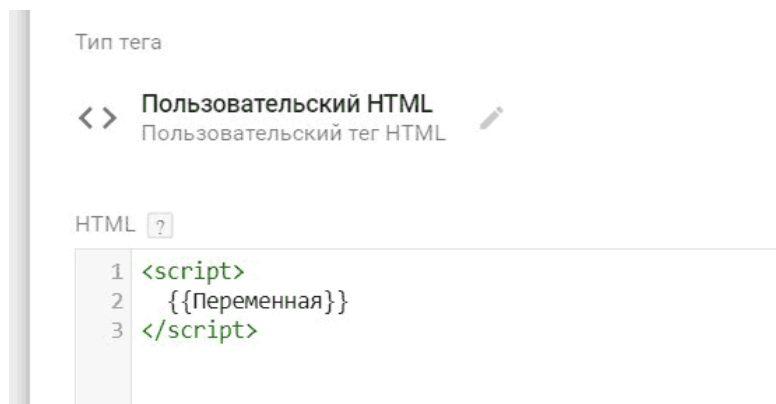 Тип тега
Пользовательский HTML
Пользовательский тег HTML
HTML ?
1 <script>
2 {{Переменная}}
3 </script>